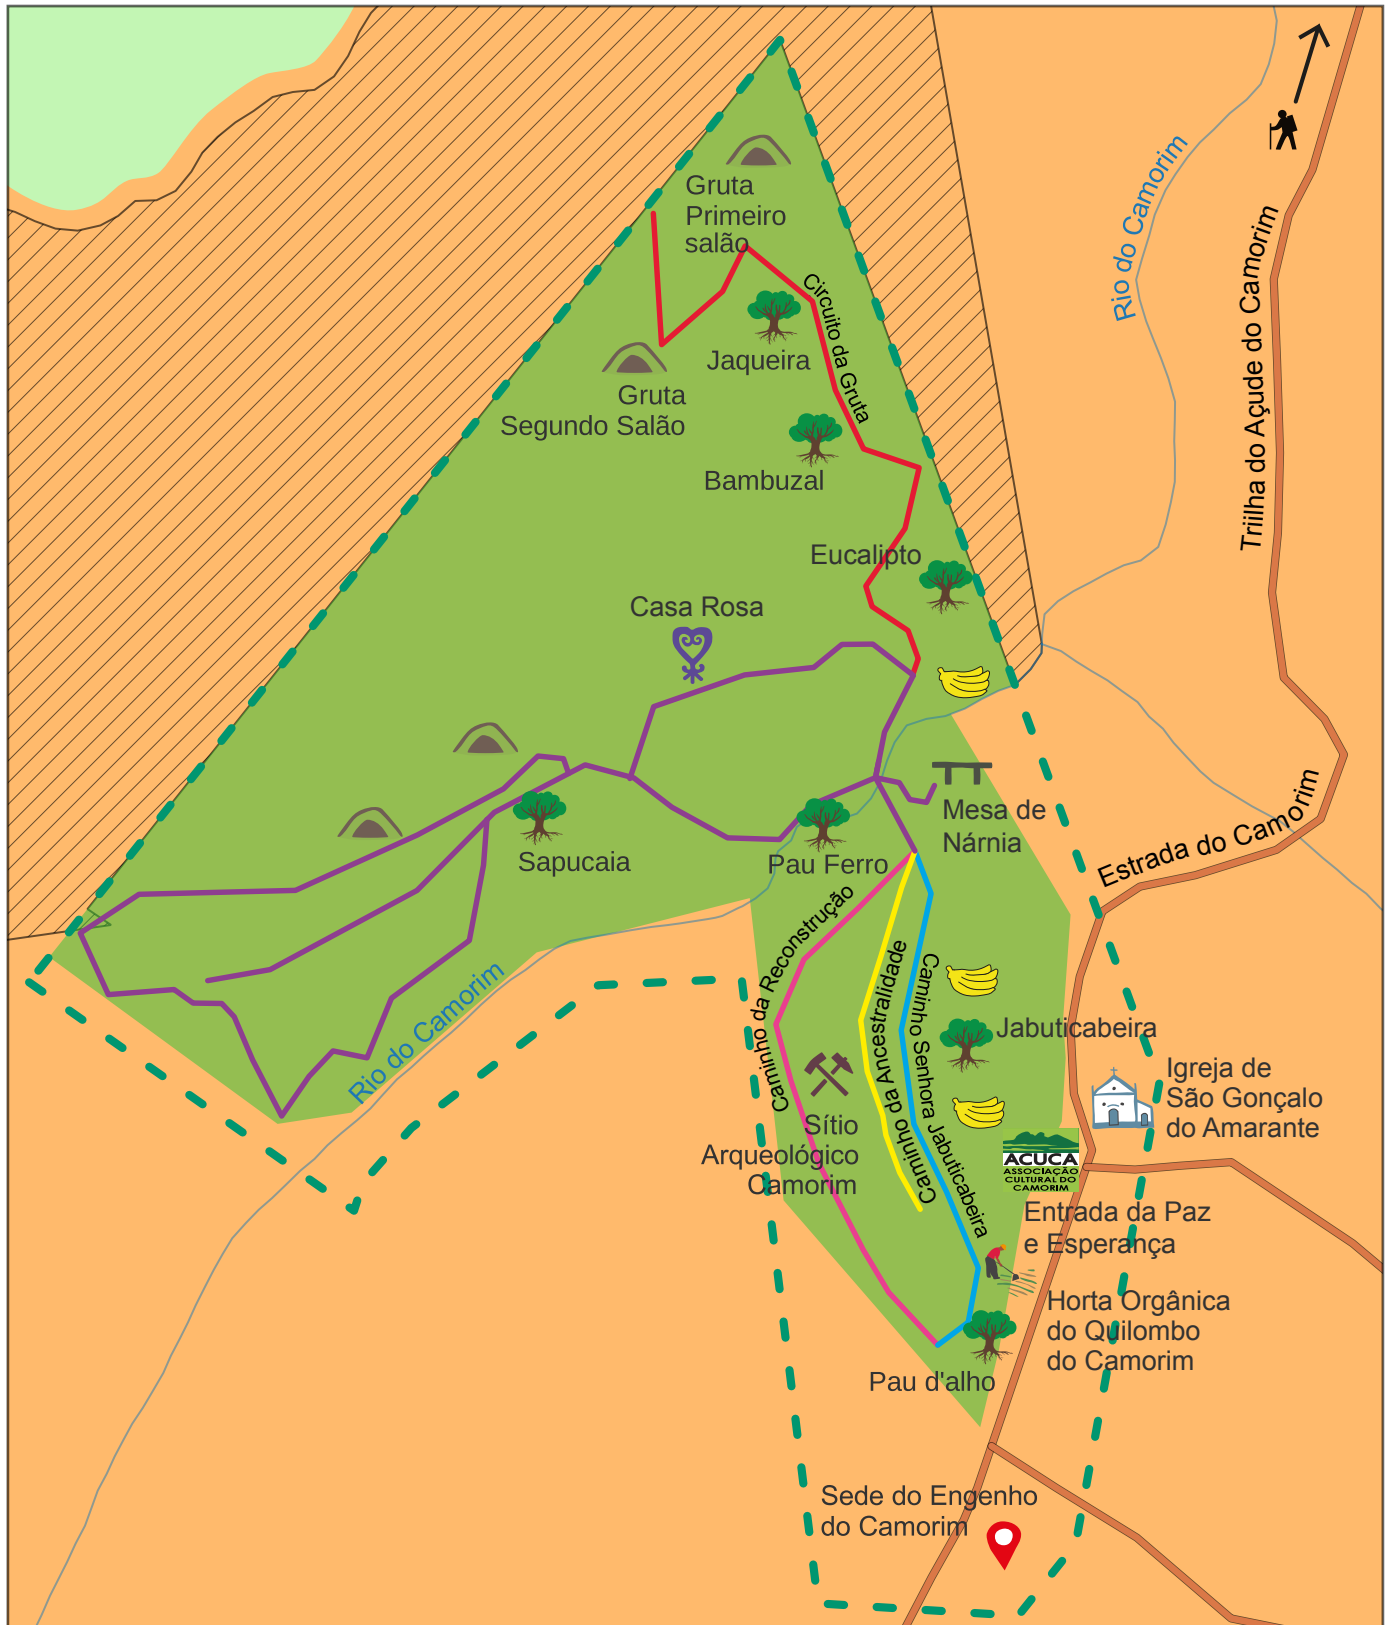 Gruta
Primeiro
salão
Rio do Camorim
Triilha do Açude do Camorim
Circuito da Gruta
Jaqueira
Gruta
Segundo Salão
Bambuzal
Eucalipto
Casa Rosa
Mesa de
Nárnia
Estrada do Camorim
Sapucaia
Pau Ferro
Caminho da Reconstrução
Caminho da Ancestralidade
Caminho Senhora Jabuticabeira
Rio do Camorim
Jabuticabeira
Igreja de
São Gonçalo
do Amarante
Sítio
Arqueológico
Camorim
ACUCA
ASSOCIAÇÃO
CULTURAL DO
CAMORIM
Entrada da Paz
e Esperança
Horta Orgânica
do Quilombo
do Camorim
Pau d'alho
Sede do Engenho
do Camorim